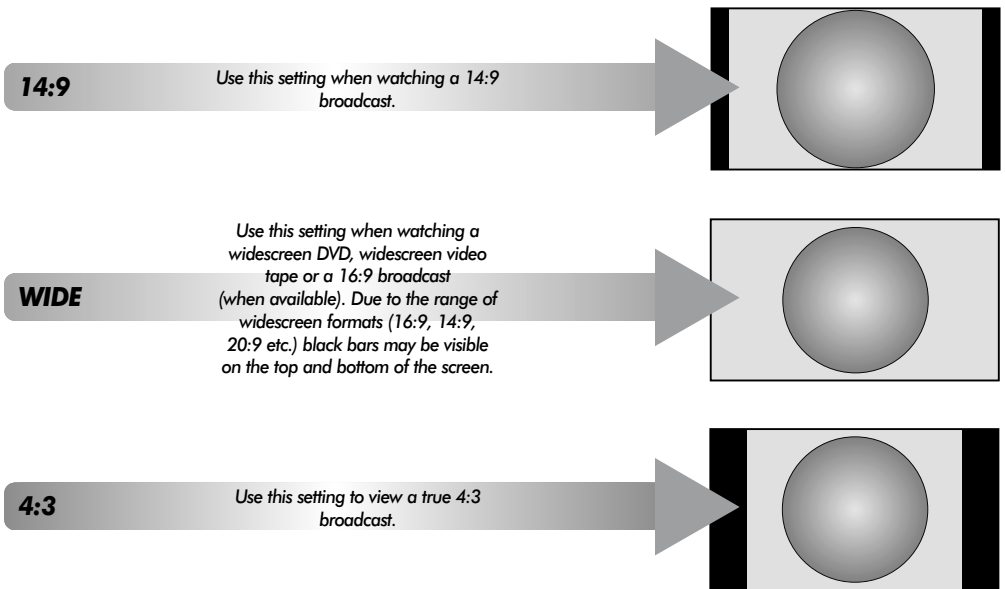 14:9
Use this setting when watching a 14:9
broadcast.
WIDE
Use this setting when watching a
widescreen DVD, widescreen video
tape or a 16:9 broadcast
(when available). Due to the range of
widescreen formats (16:9, 14:9,
20:9 etc.) black bars may be visible
on the top and bottom of the screen.
4:3
Use this setting to view a true 4:3
broadcast.